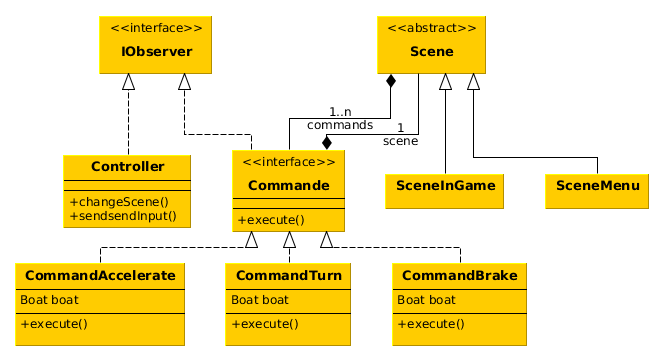 <<interface>>
IObserver
<<abstract>>
Scene
1..n
commands
1
scene
Controller
+changeScene()
+sendsendInput()
<<interface>>
Commande
+execute()
SceneInGame
SceneMenu
CommandAccelerate
Boat boat
+execute()
CommandTurn
Boat boat
+execute()
CommandBrake
Boat boat
+execute()